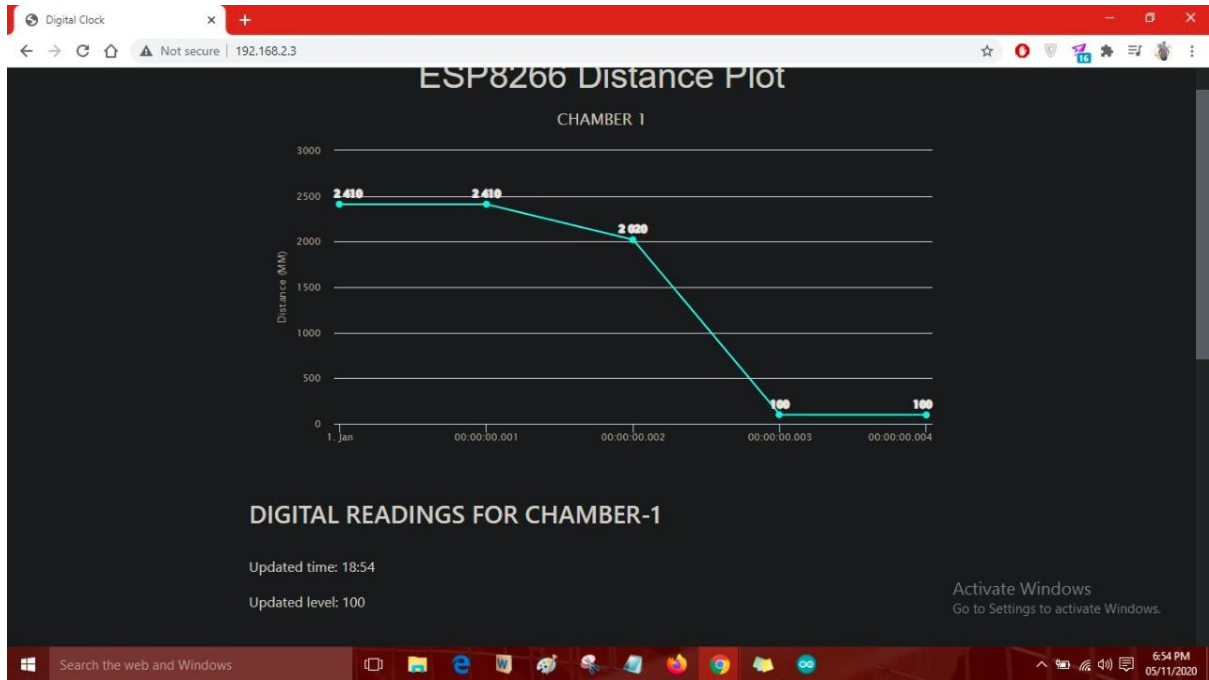 Digital Clock
Not secure | 192.168.2.3
16
ESP8266 Distance Plot
CHAMBER 1
3000
2500
2000
1500
1000
500
0
Distance (MM)
2 410
2 410
2 020
100
100
1. Jan
00:00:00.001
00:00:00.002
00:00:00.003
00:00:00.004
DIGITAL READINGS FOR CHAMBER-1
Updated time: 18:54
Updated level: 100
Activate Windows
Go to Settings to activate Windows.
Search the web and Windows
6:54 PM
05/11/2020